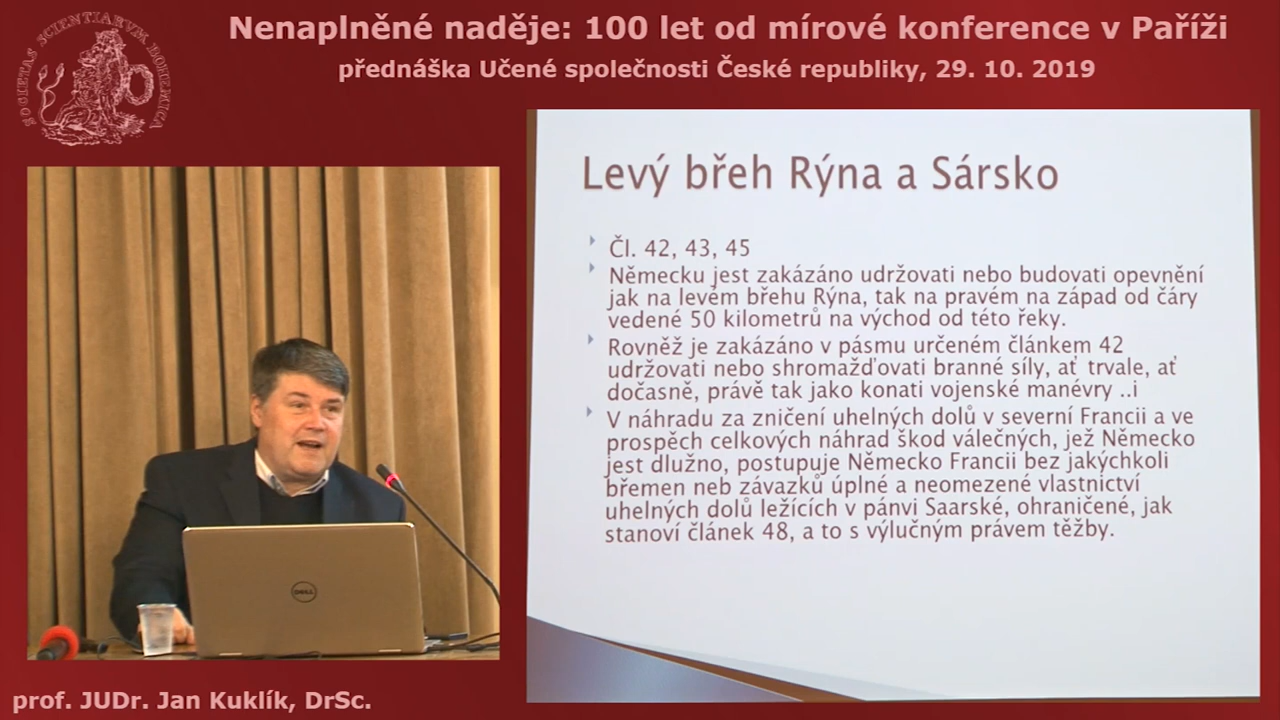 Nenaplněné naděje: 100 let od mírové konference v Paříži
přednáška Učené společnosti České republiky, 29. 10. 2019
SOCIETAS SCIENTIARUM BOHEMICA
Levý břeh Rýna a Sársko
Čl. 42, 43, 45
Německu jest zakázáno udržovati nebo budovati opevnění
jak na levém břehu Rýna, tak na pravém na západ od čáry
vedené 50 kilometrů na východ od této řeky.
Rovněž je zakázáno v pásmu určeném článkem 42
udržovati nebo shromažďovati branné síly, ať trvale, ať
dočasně, právě tak jako konati vojenské manévry ..i
V náhradu za zničení uhelných dolů v severní Francii a ve
prospěch celkových náhrad škod válečných, jež Německo
jest dlužno, postupuje Německo Francii bez jakýchkoli
břemen neb závazků úplné a neomezené vlastnictví
uhelných dolů ležících v pánvi Saarské, ohraničené, jak
stanoví článek 48, a to s výlučným právem těžby.
DELL
prof. JUDr. Jan Kuklík, DrSc.